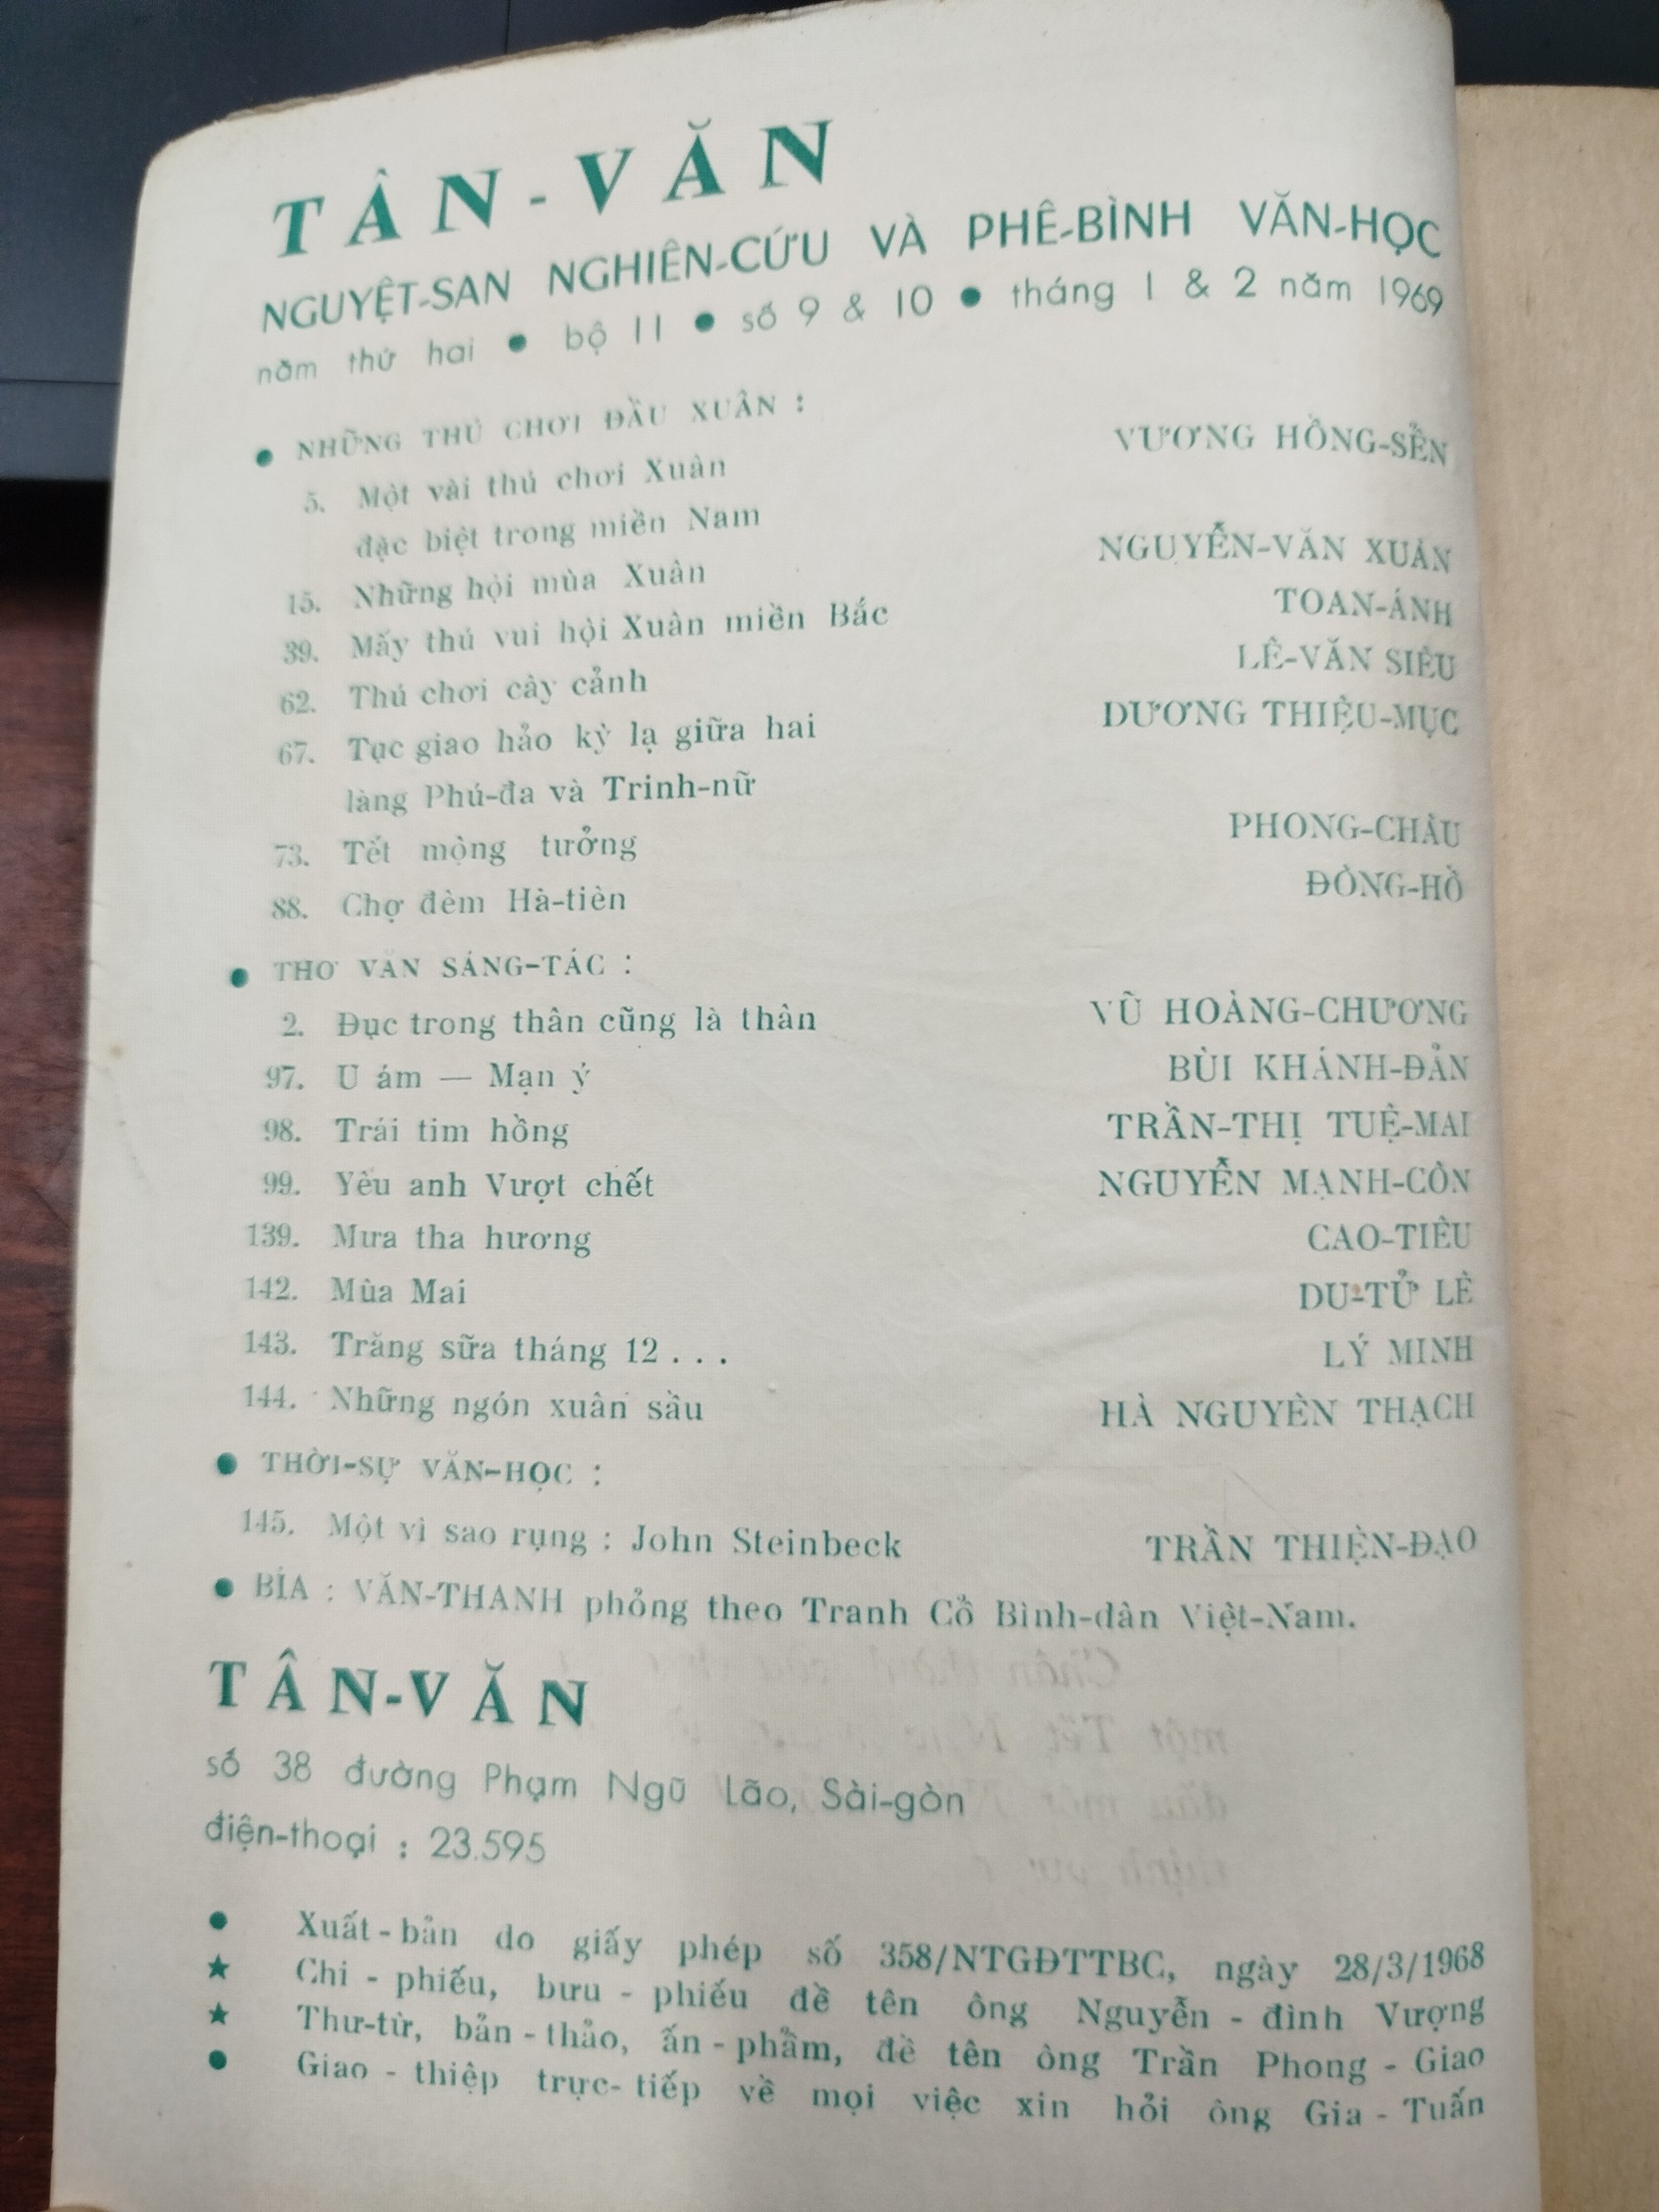 TÂN-VĂN
NGUYỆT-SAN NGHIÊN-CỨU VÀ PHÊ-BÌNH VĂN-HỌC
năm thứ hai • bộ II • số 9 & 10 • tháng 1 & 2 năm 1969
• NHỮNG THÚ CHƠI ĐẦU XUÂN :
5. Một vài thú chơi Xuân VƯƠNG HỒNG-SỂN
đặc biệt trong miền Nam
15. Những hội mùa Xuân NGUYỄN-VĂN XUÂN
39. Mấy thú vui hội Xuân miền Bắc TOAN-ÁNH
62. Thú chơi cây cảnh LÊ-VĂN SIÊU
67. Tục giao hảo kỳ lạ giữa hai DƯƠNG THIỆU-MỤC
làng Phú-đa và Trinh-nữ
73. Tết mộng tưởng PHONG-CHÂU
88. Chợ đêm Hà-tiên ĐÔNG-HỒ
• THƠ VĂN SÁNG-TÁC :
2. Đục trong thân cũng là thân VŨ HOÀNG-CHƯƠNG
97. U ám — Mạn ý BÙI KHÁNH-ĐẢN
98. Trái tim hồng TRẦN-THỊ TUỆ-MAI
99. Yêu anh Vượt chết NGUYỄN MẠNH-CÔN
139. Mưa tha hương CAO-TIÊU
142. Mùa Mai DU-TỬ LÊ
143. Trăng sữa tháng 12 . . . LÝ MINH
144. Những ngón xuân sầu HÀ NGUYÊN THẠCH
• THỜI-SỰ VĂN-HỌC :
145. Một vì sao rụng : John Steinbeck TRẦN THIỆN-ĐẠO
• BÌA : VĂN-THANH phỏng theo Tranh Cổ Bình-dân Việt-Nam.
TÂN-VĂN
số 38 đường Phạm Ngũ Lão, Sài-gòn
điện-thoại : 23.595
• Xuất - bản do giấy phép số 358/NTGĐTTBC, ngày 28/3/1968
★ Chi - phiếu, bưu - phiếu đề tên ông Nguyễn - đình Vượng
★ Thư-từ, bản - thảo, ấn - phẩm, đề tên ông Trần Phong - Giao
• Giao - thiệp trực- tiếp về mọi việc xin hỏi ông Gia - Tuấn